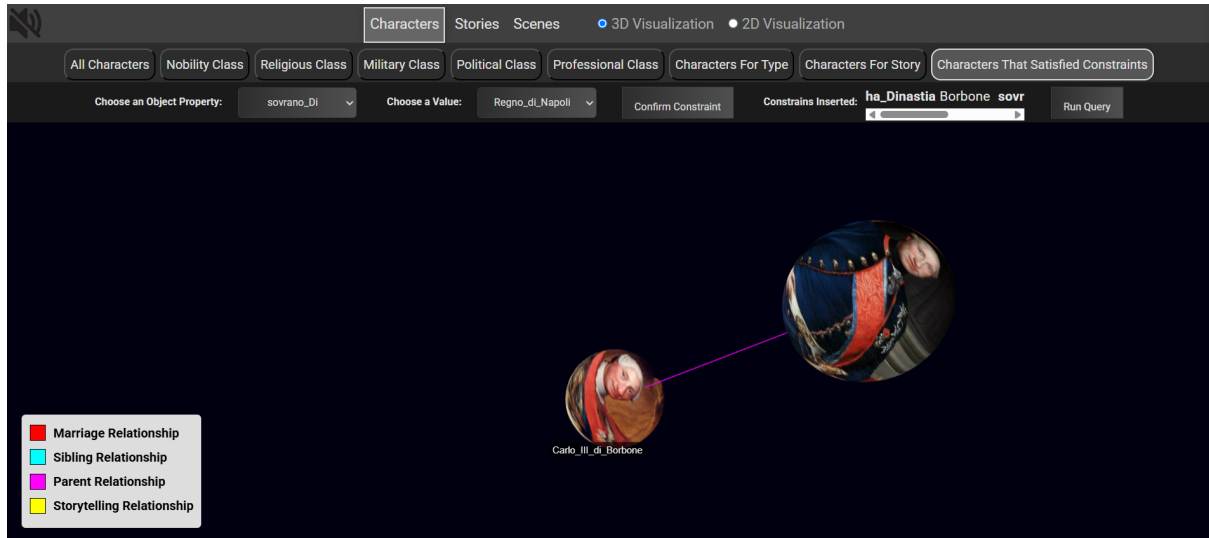 Characters Stories Scenes 3D Visualization 2D Visualization
All Characters Nobility Class Religious Class Military Class Political Class Professional Class Characters For Type Characters For Story Characters That Satisfied Constraints
Choose an Object Property: sovrano_Di Choose a Value: Regno_di_Napoli Confirm Constraint Constrains Inserted: ha_Dinastia Borbone sovr Run Query
Carlo_III_di_Borbone
Marriage Relationship
Sibling Relationship
Parent Relationship
Storytelling Relationship